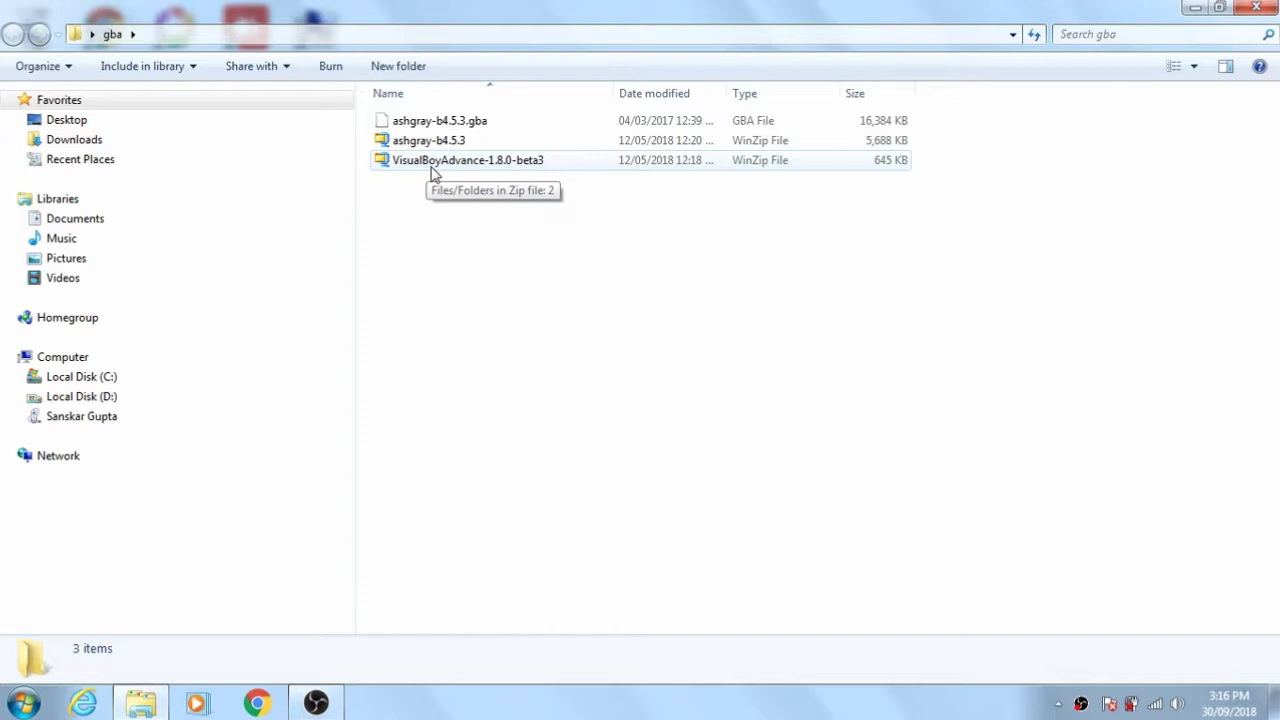 gba
Search gba
Organize
Include in library
Share with
Burn
New folder
Name
Date modified
Type
Size
Favorites
Desktop
Downloads
Recent Places
Libraries
Documents
Music
Pictures
Videos
Homegroup
Computer
Local Disk (C:)
Local Disk (D:)
Sanskar Gupta
Network
ashgray-b4.5.3.gba 04/03/2017 12:39 ... GBA File 16,384 KB
ashgray-b4.5.3 12/05/2018 12:20 ... WinZip File 5,688 KB
VisualBoyAdvance-1.8.0-beta3 12/05/2018 12:18 ... WinZip File 645 KB
Files/Folders in Zip file: 2
3 items
3:16 PM
30/09/2018